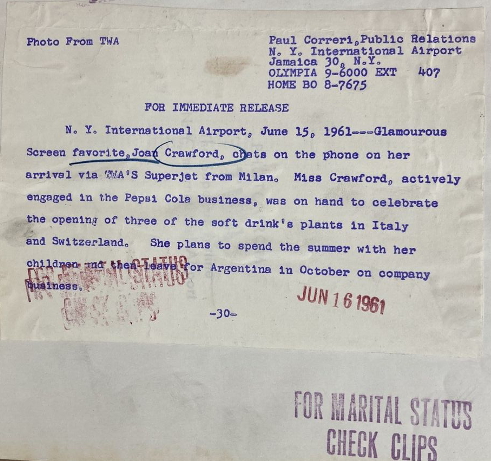 Photo From TWA
Paul Correri,Public Relations
N. Y. International Airport
Jamaica 30, N.Y.
OLYMPIA 9-6000 EXT 407
HOME BO 8-7675
FOR IMMEDIATE RELEASE
N. Y. International Airport, June 15, 1961---Glamourous
Screen favorite,Joan Crawford, chats on the phone on her
arrival via TWA'S Superjet from Milan. Miss Crawford, actively
engaged in the Pepsi Cola business, was on hand to celebrate
the opening of three of the soft drink's plants in Italy
and Switzerland. She plans to spend the summer with her
children and then leave for Argentina in October on company
business.
FOR MARITAL STATUS
CHECK CLIPS
JUN 16 1961
-30-
FOR MARITAL STATUS
CHECK CLIPS